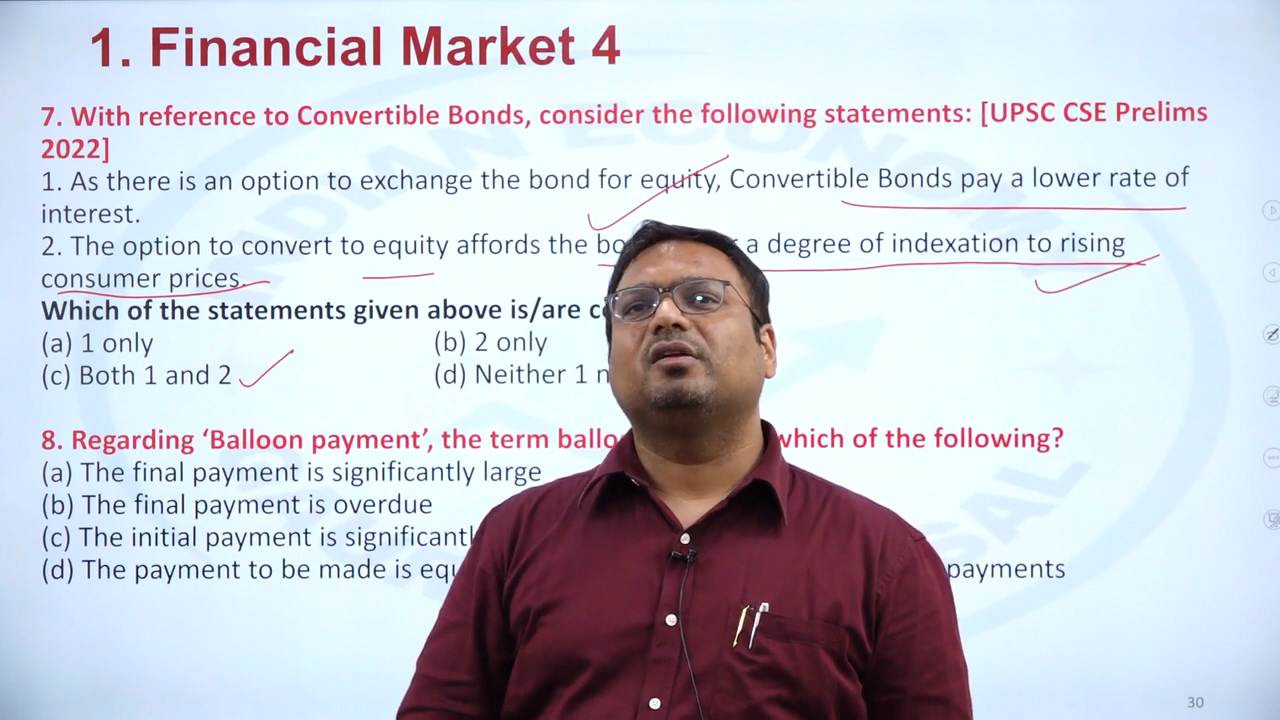 1. Financial Market 4
7. With reference to Convertible Bonds, consider the following statements: [UPSC CSE Prelims
2022]
1. As there is an option to exchange the bond for equity, Convertible Bonds pay a lower rate of
interest.
2. The option to convert to equity affords the a degree of indexation to rising
consumer prices.
Which of the statements given above is/are
(a) 1 only (b) 2 only
(c) Both 1 and 2 (d) Neither 1
8. Regarding ‘Balloon payment’, the term which of the following?
(a) The final payment is significantly large
(b) The final payment is overdue
(c) The initial payment is
(d) The payment to be made is payments
INDIAN ECONOMY
30